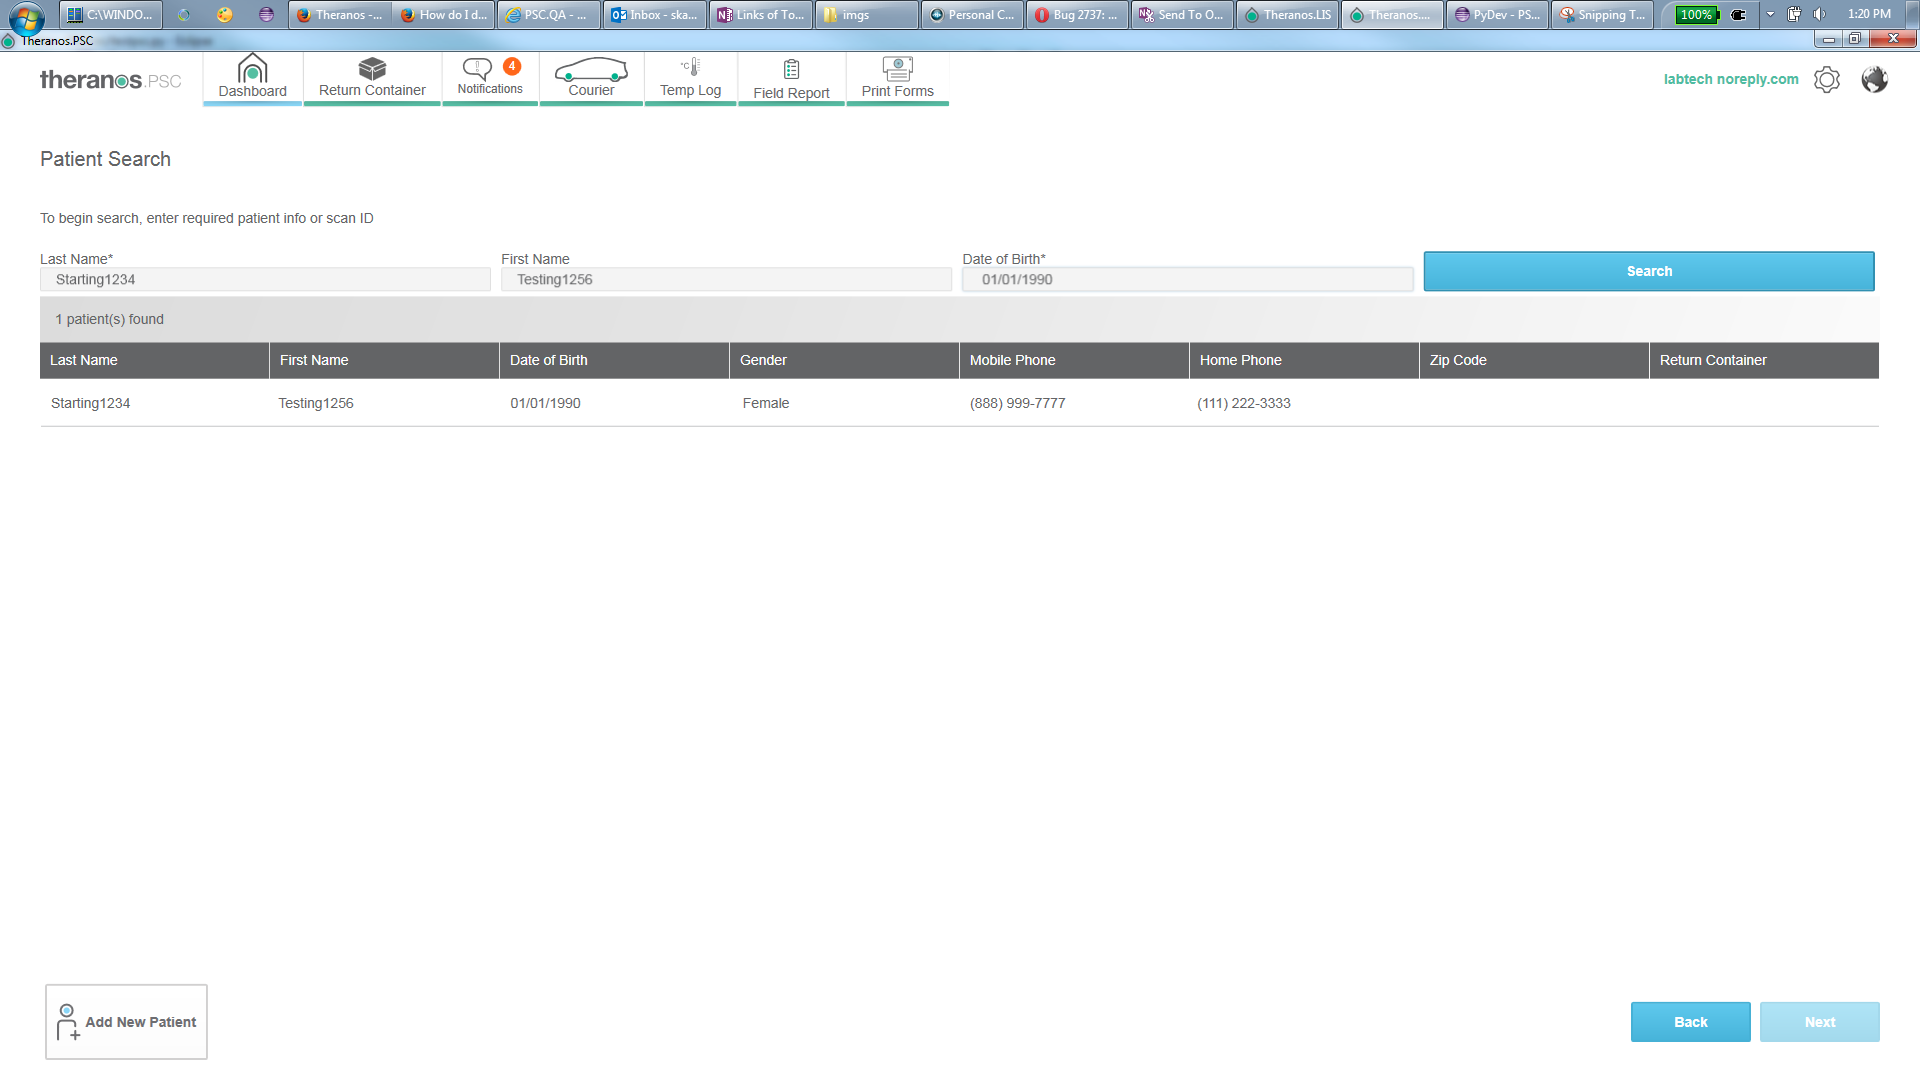 C:\WINDO... Theranos -... How do I d... PSC.QA - ... Inbox - ska... Links of To... imgs Personal C... Bug 2737: ... Send To O... Theranos.LIS Theranos.... PyDev - PS... Snipping T... 100% 1:20 PM
Theranos.PSC
theranos.PSC Dashboard Return Container Notifications 4 Courier °C Temp Log Field Report Print Forms labtech noreply.com
Patient Search
To begin search, enter required patient info or scan ID
Last Name* First Name Date of Birth*
Starting1234 Testing1256 01/01/1990 Search
1 patient(s) found
Last Name First Name Date of Birth Gender Mobile Phone Home Phone Zip Code Return Container
Starting1234 Testing1256 01/01/1990 Female (888) 999-7777 (111) 222-3333
Add New Patient Back Next